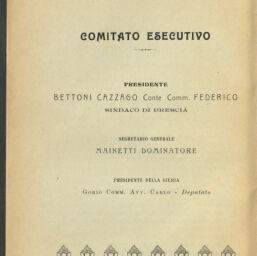 COMITATO ESECUTIVO
PRESIDENTE
BETTONI CAZZAGO Conte Comm. FEDERICO
SINDACO DI BRESCIA
SEGRETARIO GENERALE
MAINETTI DOMINATORE
PRESIDENTE DELLA GIURIA
GORIO COMM. AVV. CARLO - Deputato